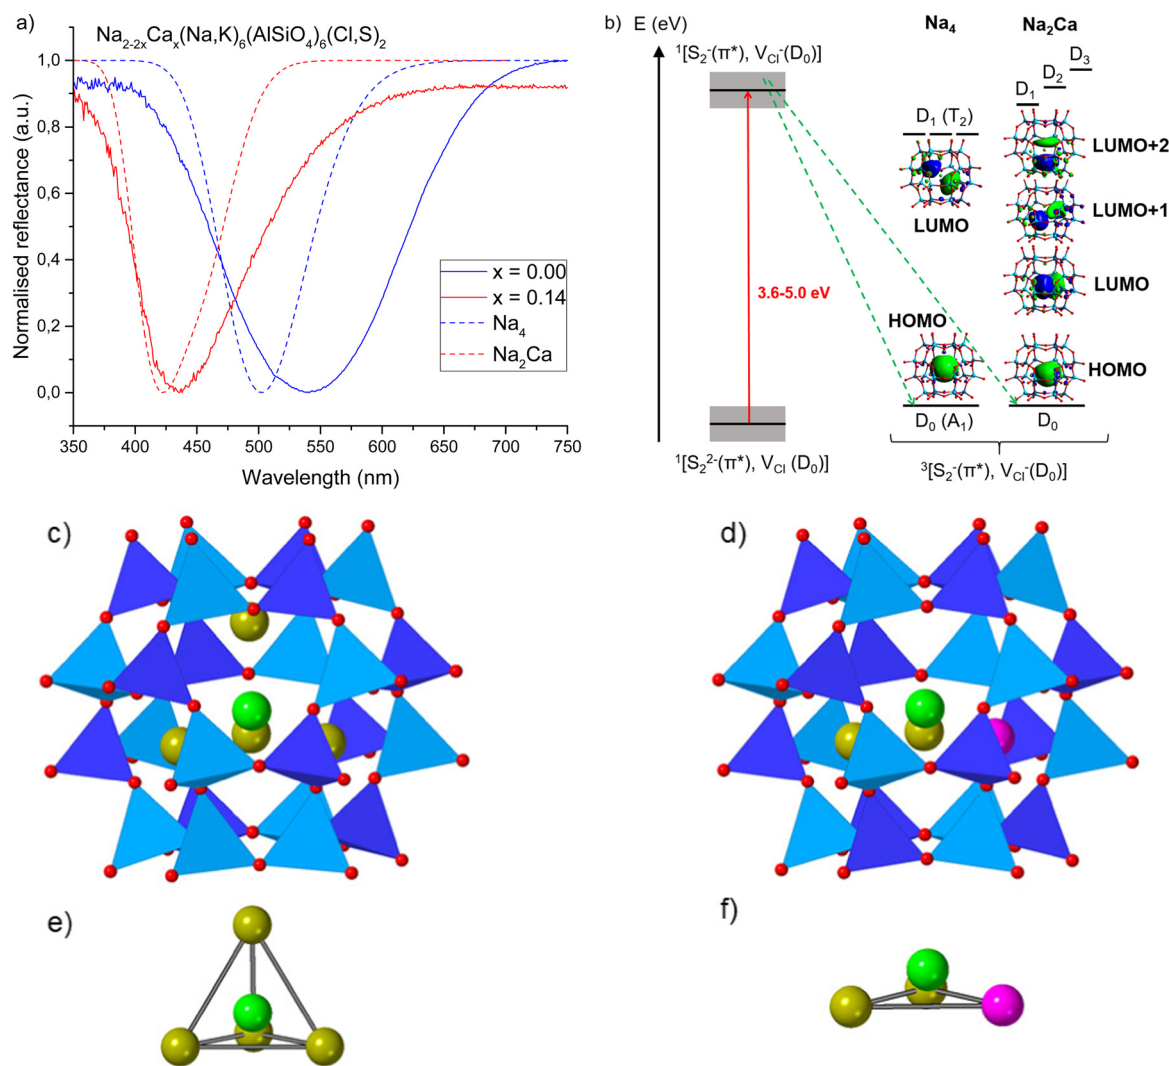 a)
Na₂₋₂ₓCaₓ(Na,K)₆(AlSiO₄)₆(Cl,S)₂
1,0
0,8
0,6
0,4
0,2
0,0
Normalised reflectance (a.u.)
350 400 450 500 550 600 650 700 750
Wavelength (nm)
x = 0.00
x = 0.14
Na₄
Na₂Ca
b)
E (eV)
¹[S₂⁻(π*), V_Cl⁻(D₀)]
3.6-5.0 eV
¹[S₂²⁻(π*), V_Cl (D₀)]
Na₄
Na₂Ca
D₁ (T₂)
LUMO
HOMO
D₀ (A₁)
D₃
D₂
D₁
LUMO+2
LUMO+1
LUMO
HOMO
D₀
³[S₂⁻(π*), V_Cl⁻(D₀)]
c)
d)
e)
f)